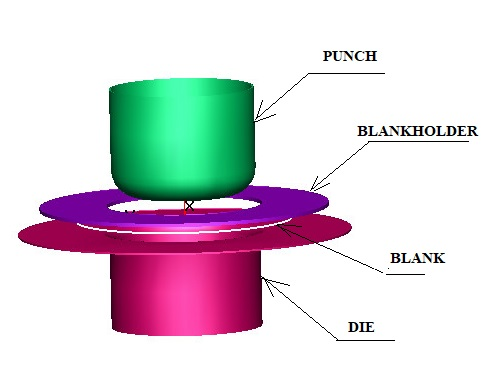 PUNCH
BLANKHOLDER
X
BLANK
DIE